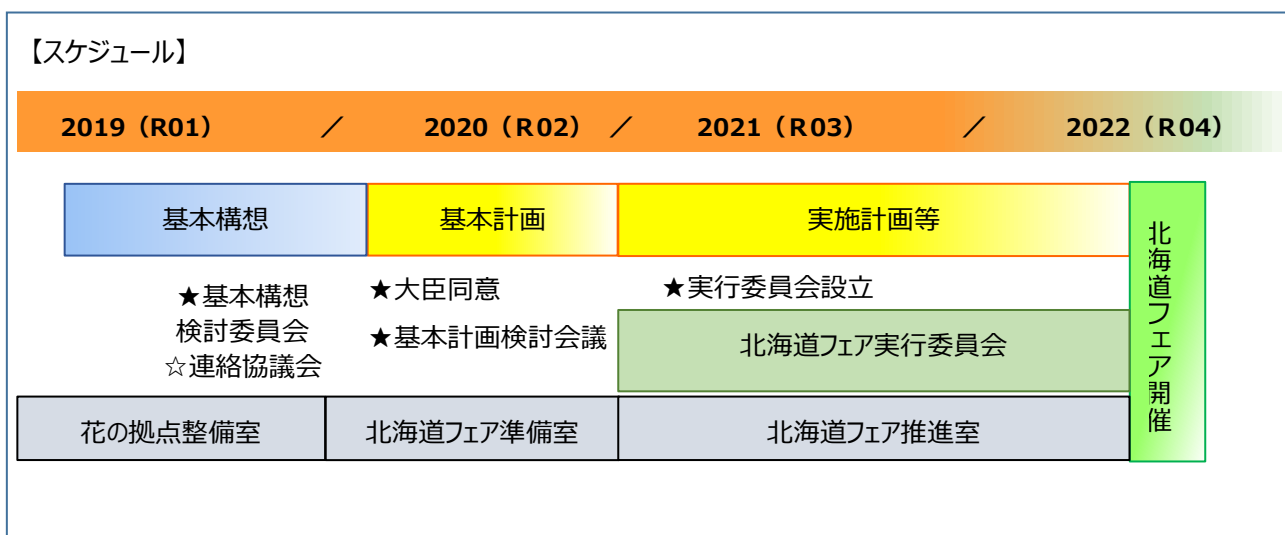 【スケジュール】
2019（R01） ／ 2020（R02） ／ 2021（R03） ／ 2022（R04）
基本構想
基本計画
実施計画等
★基本構想
検討委員会
☆連絡協議会
★大臣同意
★基本計画検討会議
★実行委員会設立
北海道フェア実行委員会
花の拠点整備室
北海道フェア準備室
北海道フェア推進室
北海道フェア開催